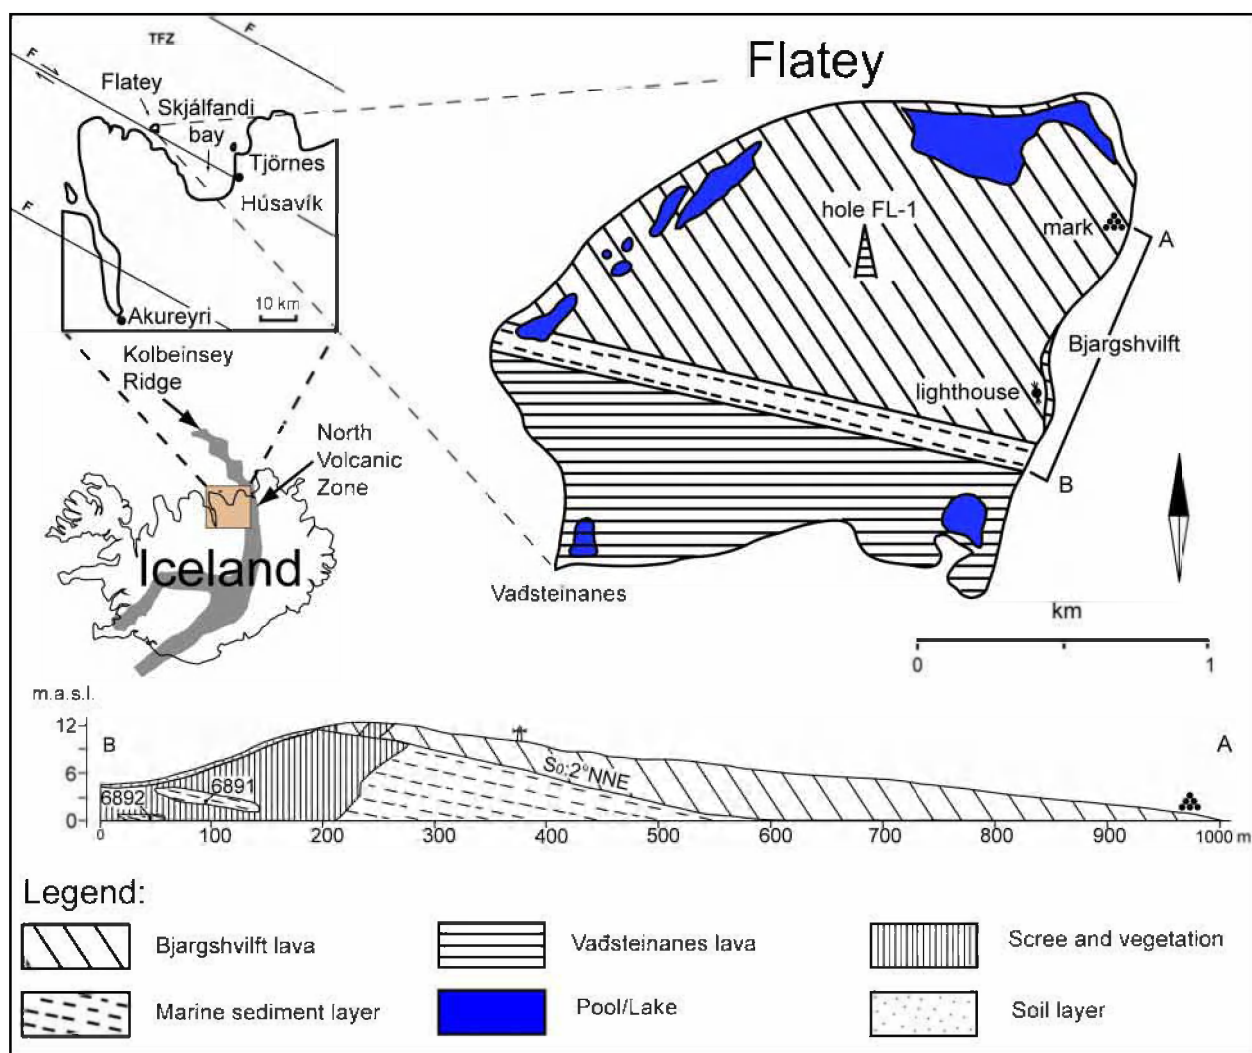 Flatey
F
TFZ
F
F
Flatey
Skjálfandi
bay
Tjörnes
Húsavík
F
10 km
Akureyri
Kolbeinsey
Ridge
North
Volcanic
Zone
Iceland
hole FL-1
mark
A
Bjargshvilft
lighthouse
B
Vaðsteinanes
km
0
1
m.a.s.l.
12
B
A
S₀:2°NNE
6
6891
6892
0
0
100
200
300
400
500
600
700
800
900
1000 m
Legend:
Bjargshvilft lava
Vaðsteinanes lava
Scree and vegetation
Marine sediment layer
Pool/Lake
Soil layer